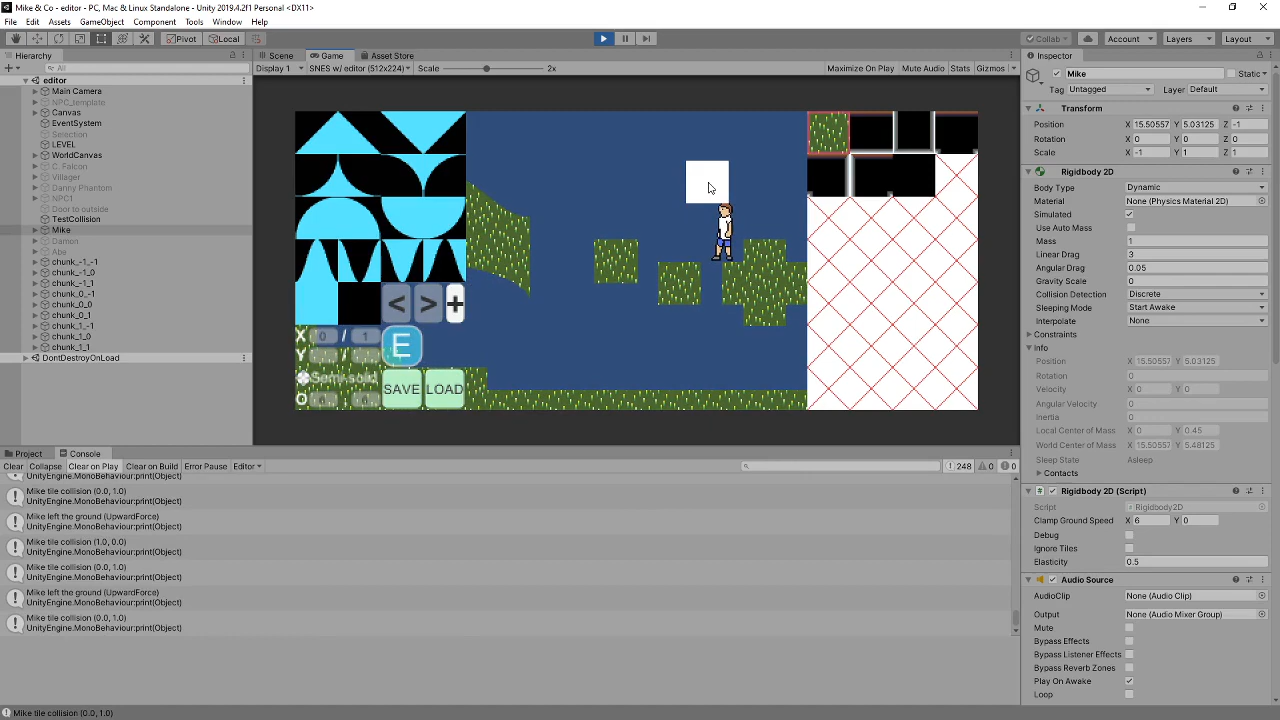 Mike & Co - editor - PC, Mac & Linux Standalone - Unity 2019.4.2f1 Personal <DX11>
File Edit Assets GameObject Component Tools Window Help
Pivot Local Collab Account Layers Layout
Hierarchy
All
editor
Main Camera
NPC_template
Canvas
EventSystem
Selection
LEVEL
WorldCanvas
C. Falcon
Villager
Danny Phantom
NPC1
Door to outside
TestCollision
Mike
Damon
Abe
chunk_-1_-1
chunk_-1_0
chunk_-1_1
chunk_0_-1
chunk_0_0
chunk_0_1
chunk_1_-1
chunk_1_0
chunk_1_1
DontDestroyOnLoad
Scene Game Asset Store
Display 1 SNES w/ editor (512x224) Scale 2x Maximize On Play Mute Audio Stats Gizmos
< > +
X 0 / 1
E
Y
Semi solid
SAVE LOAD
O
Inspector
Mike Static
Tag Untagged Layer Default
Transform
Position X 15.50557 Y 5.03125 Z -1
Rotation X 0 Y 0 Z 0
Scale X -1 Y 1 Z 1
Rigidbody 2D
Body Type Dynamic
Material None (Physics Material 2D)
Simulated
Use Auto Mass
Mass 1
Linear Drag 3
Angular Drag 0.05
Gravity Scale 0
Collision Detection Discrete
Sleeping Mode Start Awake
Interpolate None
Constraints
Info
Position X 15.50557 Y 5.03125
Rotation 0
Velocity X 0 Y 0
Angular Velocity 0
Inertia 0
Local Center of Mass X 0 Y 0.45
World Center of Mass X 15.50557 Y 5.48125
Sleep State Asleep
Contacts
Rigidbody 2D (Script)
Script Rigidbody2D
Clamp Ground Speed X 6 Y 0
Debug
Ignore Tiles
Elasticity 0.5
Audio Source
AudioClip None (Audio Clip)
Output None (Audio Mixer Group)
Mute
Bypass Effects
Bypass Listener Effects
Bypass Reverb Zones
Play On Awake
Loop
Project Console
Clear Collapse Clear on Play Clear on Build Error Pause Editor 248 0 0
UnityEngine.MonoBehaviour:print(Object)
Mike tile collision (0.0, 1.0)
UnityEngine.MonoBehaviour:print(Object)
Mike left the ground (UpwardForce)
UnityEngine.MonoBehaviour:print(Object)
Mike tile collision (1.0, 0.0)
UnityEngine.MonoBehaviour:print(Object)
Mike tile collision (0.0, 1.0)
UnityEngine.MonoBehaviour:print(Object)
Mike left the ground (UpwardForce)
UnityEngine.MonoBehaviour:print(Object)
Mike tile collision (0.0, 1.0)
UnityEngine.MonoBehaviour:print(Object)
Mike tile collision (0.0, 1.0)